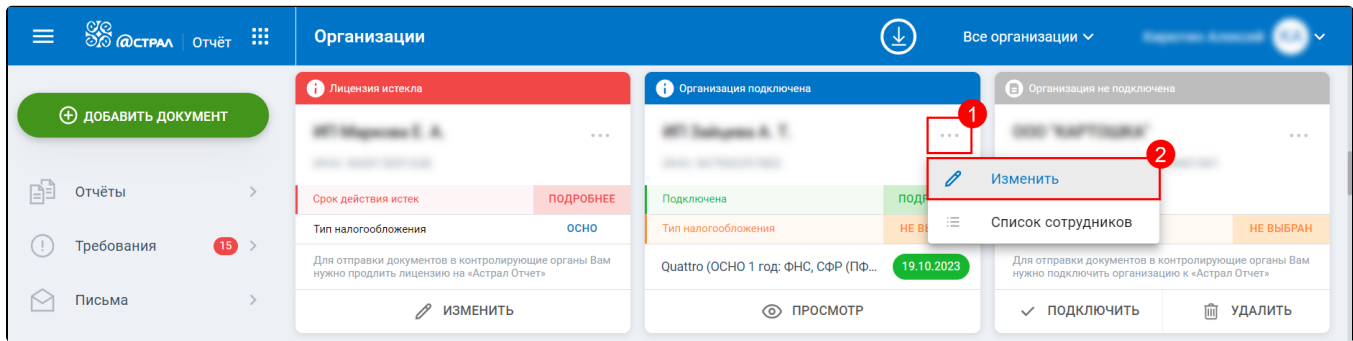 @СТРАЛ | ОТЧЁТ
Организации
Все организации
ДОБАВИТЬ ДОКУМЕНТ
Отчёты
Требования 15
Письма
Лицензия истекла
Срок действия истек ПОДРОБНЕЕ
Тип налогообложения ОСНО
Для отправки документов в контролирующие органы Вам
нужно продлить лицензию на «Астрал Отчет»
ИЗМЕНИТЬ
Организация подключена
1
2
Изменить
Список сотрудников
Подключена
Тип налогообложения
Quattro (ОСНО 1 год: ФНС, СФР (ПФ... 19.10.2023
ПРОСМОТР
Организация не подключена
НЕ ВЫБРАН
Для отправки документов в контролирующие органы Вам
нужно подключить организацию к «Астрал Отчет»
ПОДКЛЮЧИТЬ УДАЛИТЬ